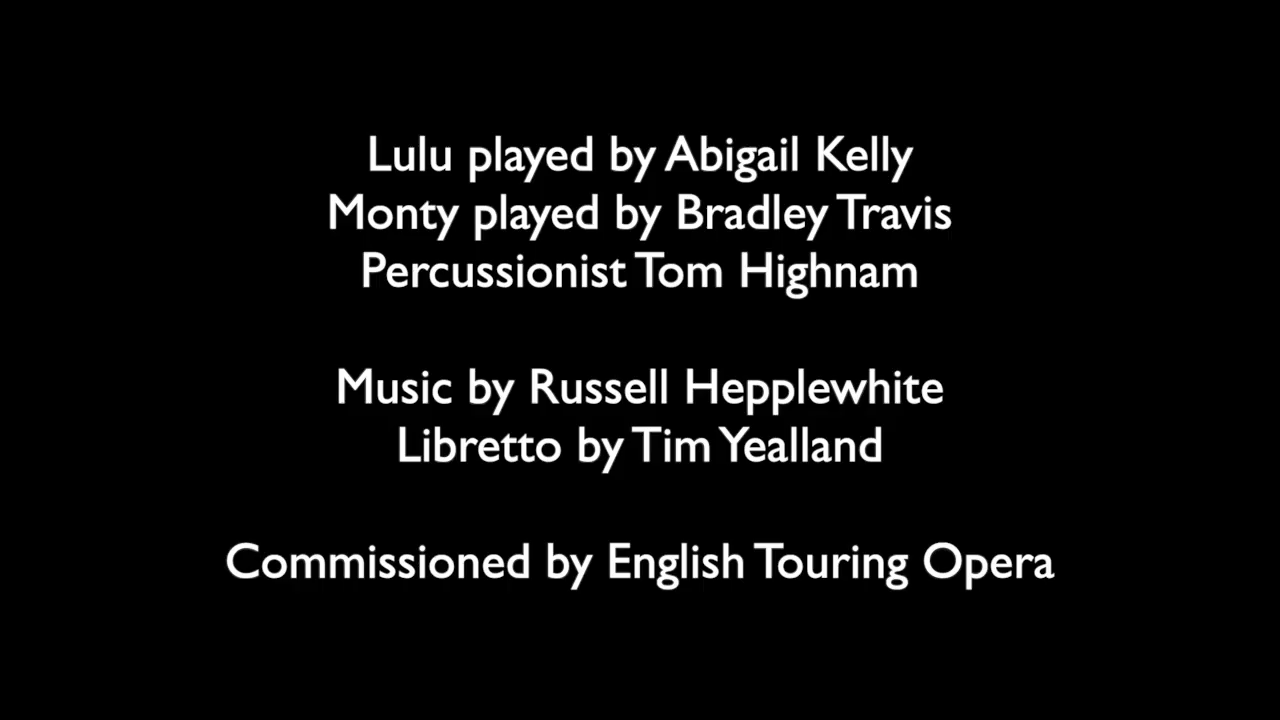 Lulu played by Abigail Kelly
Monty played by Bradley Travis
Percussionist Tom Highnam
Music by Russell Hepplewhite
Libretto by Tim Yealland
Commissioned by English Touring Opera